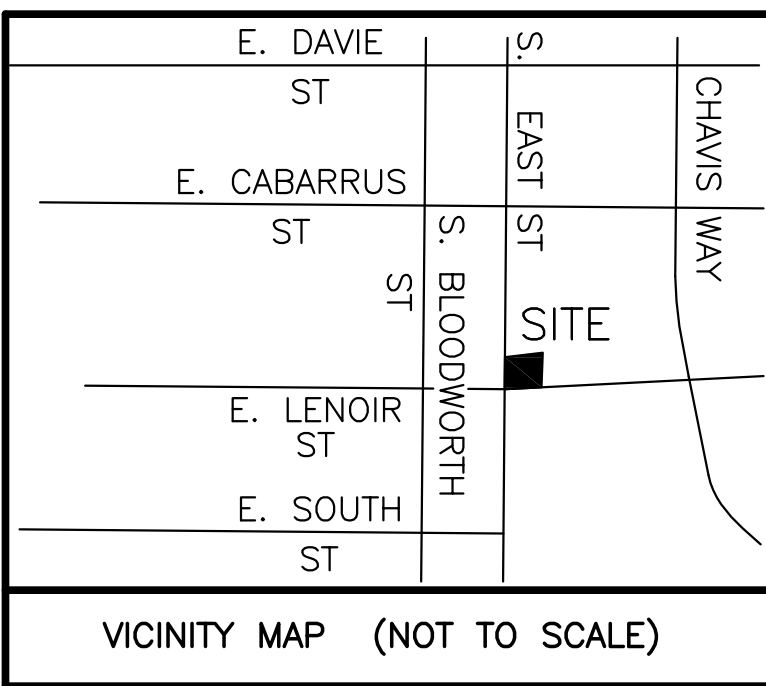 E. DAVIE
ST
S. EAST ST
CHAVIS WAY
E. CABARRUS
ST
S. BLOODWORTH
ST
SITE
E. LENOIR
ST
E. SOUTH
ST
VICINITY MAP (NOT TO SCALE)